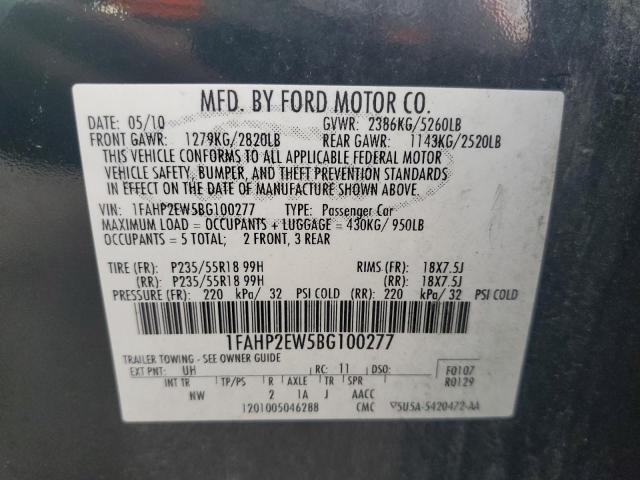 MFD. BY FORD MOTOR CO.
DATE: 05/10 GVWR: 2386KG/5260LB
FRONT GAWR: 1279KG/2820LB REAR GAWR: 1143KG/2520LB
THIS VEHICLE CONFORMS TO ALL APPLICABLE FEDERAL MOTOR
VEHICLE SAFETY, BUMPER, AND THEFT PREVENTION STANDARDS
IN EFFECT ON THE DATE OF MANUFACTURE SHOWN ABOVE.
VIN: 1FAHP2EW5BG100277 TYPE: Passenger Car
MAXIMUM LOAD = OCCUPANTS + LUGGAGE = 430KG/ 950LB
OCCUPANTS = 5 TOTAL; 2 FRONT, 3 REAR
TIRE (FR): P235/55R18 99H RIMS (FR): 18X7.5J
(RR): P235/55R18 99H (RR): 18X7.5J
PRESSURE (FR): 220 kPa/ 32 PSI COLD (RR): 220 kPa/ 32 PSI COLD
1FAHP2EW5BG100277
TRAILER TOWING - SEE OWNER GUIDE
EXT PNT: UH RC: 11 DSO: F0107
INT TR TP/PS R AXLE TR SPR R0129
NW 2 1A J AACC
1201005046288 CMC ▽5U5A-5420472-AA